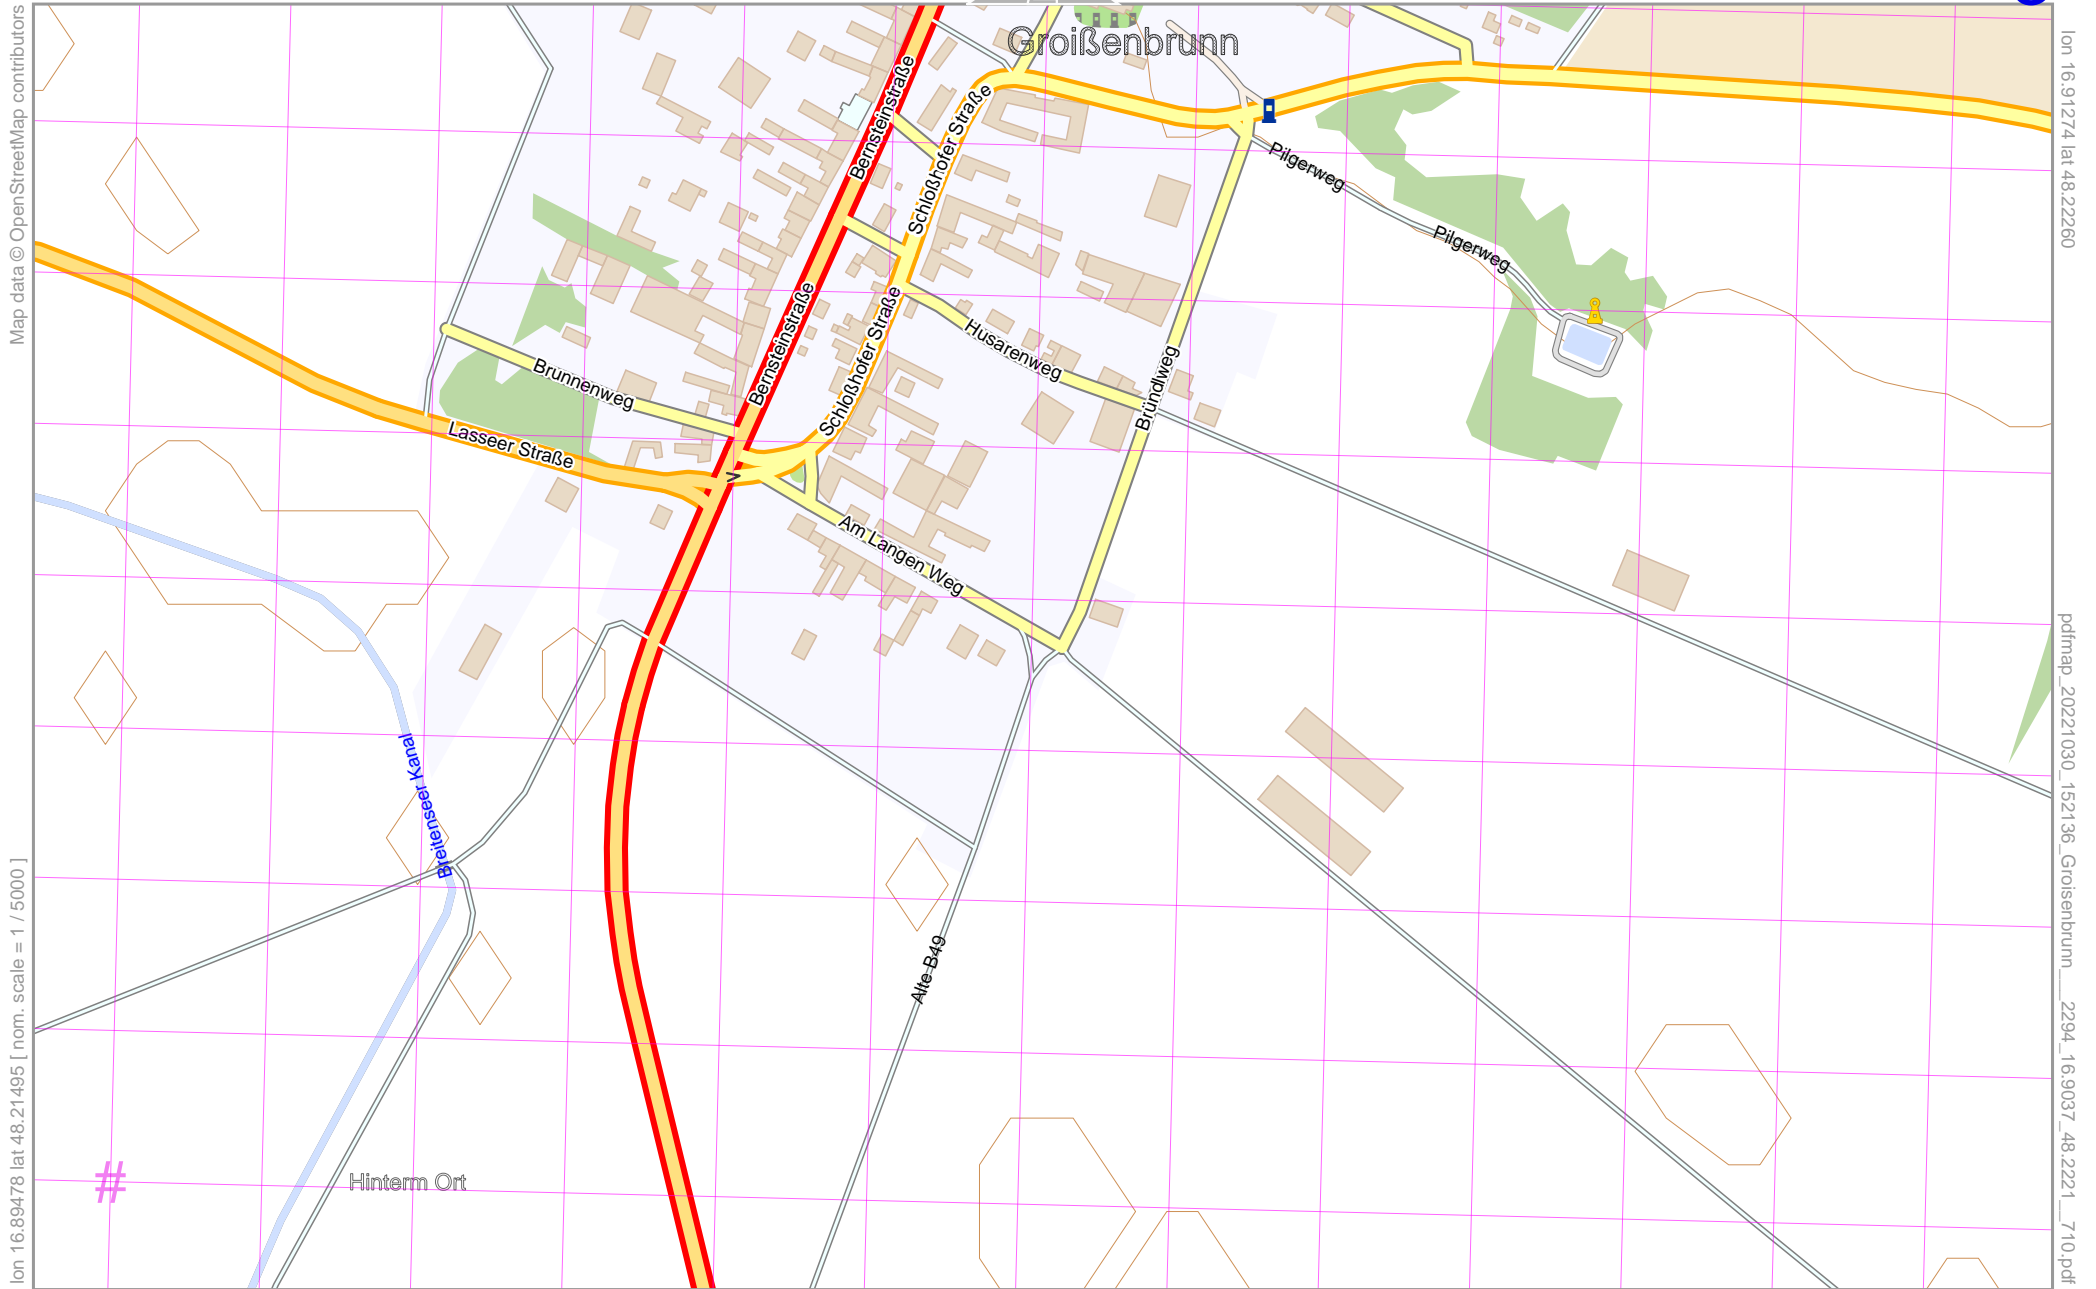 Map data © OpenStreetMap contributors
lon 16.91274 lat 48.22260
Groißenbrunn
Bernsteinstraße
Schloßhofer Straße
Pilgerweg
Pilgerweg
Bernsteinstraße
Schloßhofer Straße
Husarenweg
Brunnenweg
Bründlweg
Lasseer Straße
Am Langen Weg
Breitenseer Kanal
Alte B49
Hinterm Ort
#
lon 16.89478 lat 48.21495 [ nom. scale = 1 / 5000 ]
pdfmap_20221030_152136_Groisenbrunn___2294_16.9037_48.2221__710.pdf